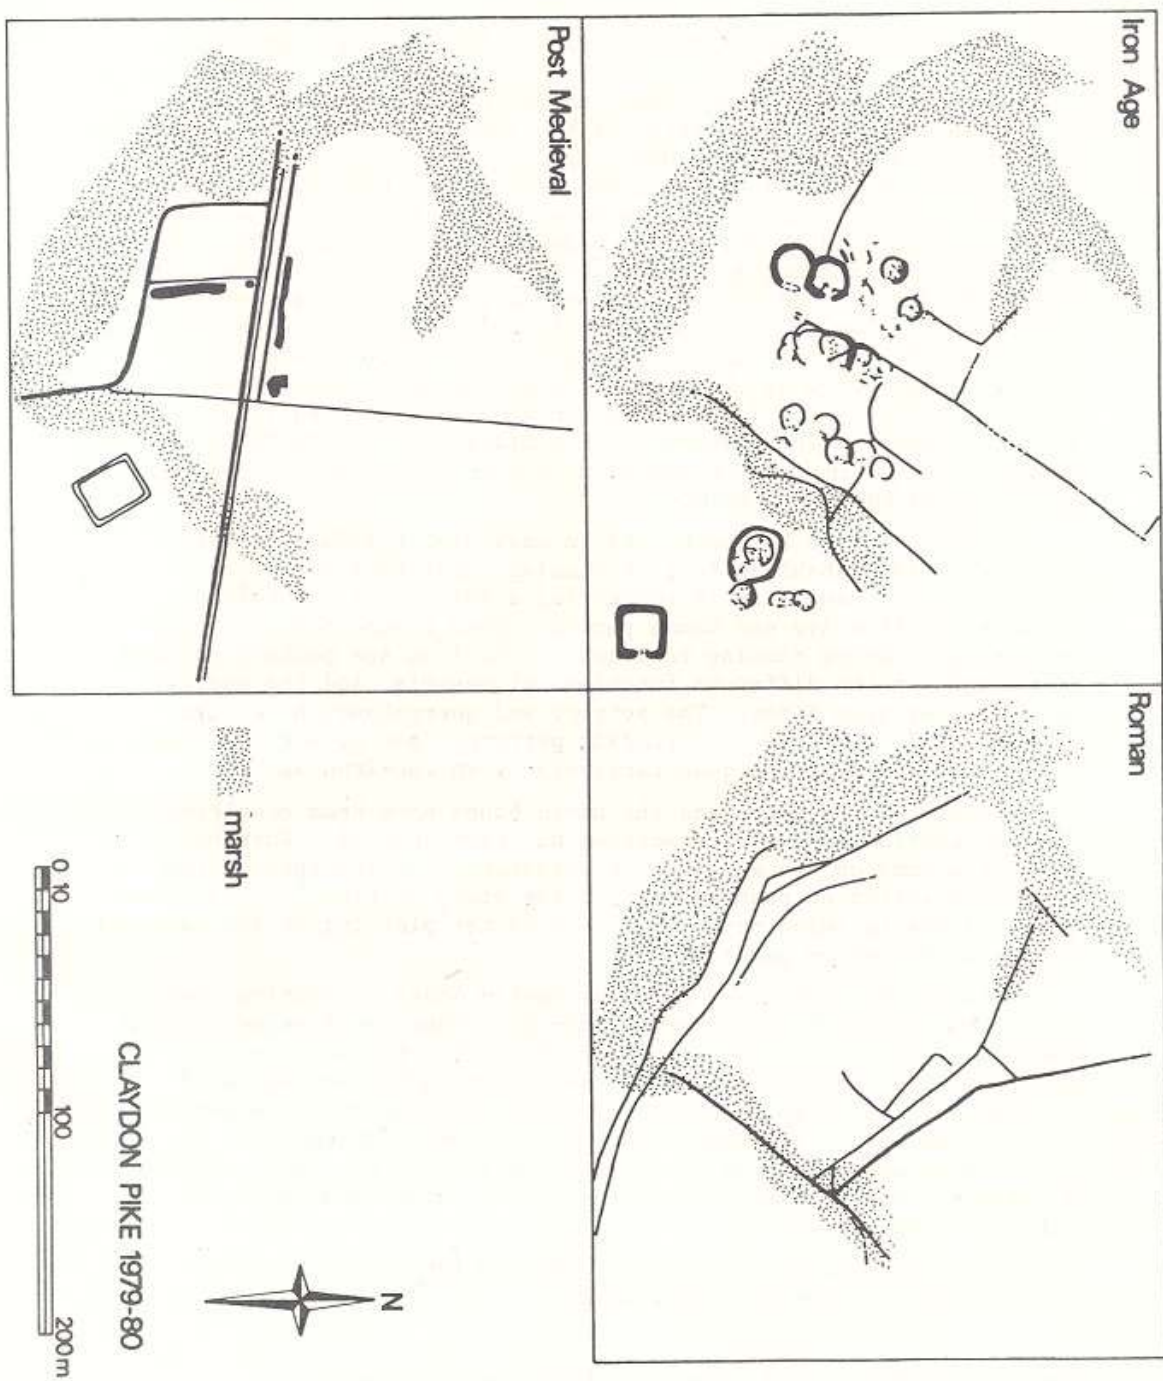 Iron Age
Roman
Post Medieval
marsh
N
CLAYDON PIKE 1979-80
0 10 100 200m